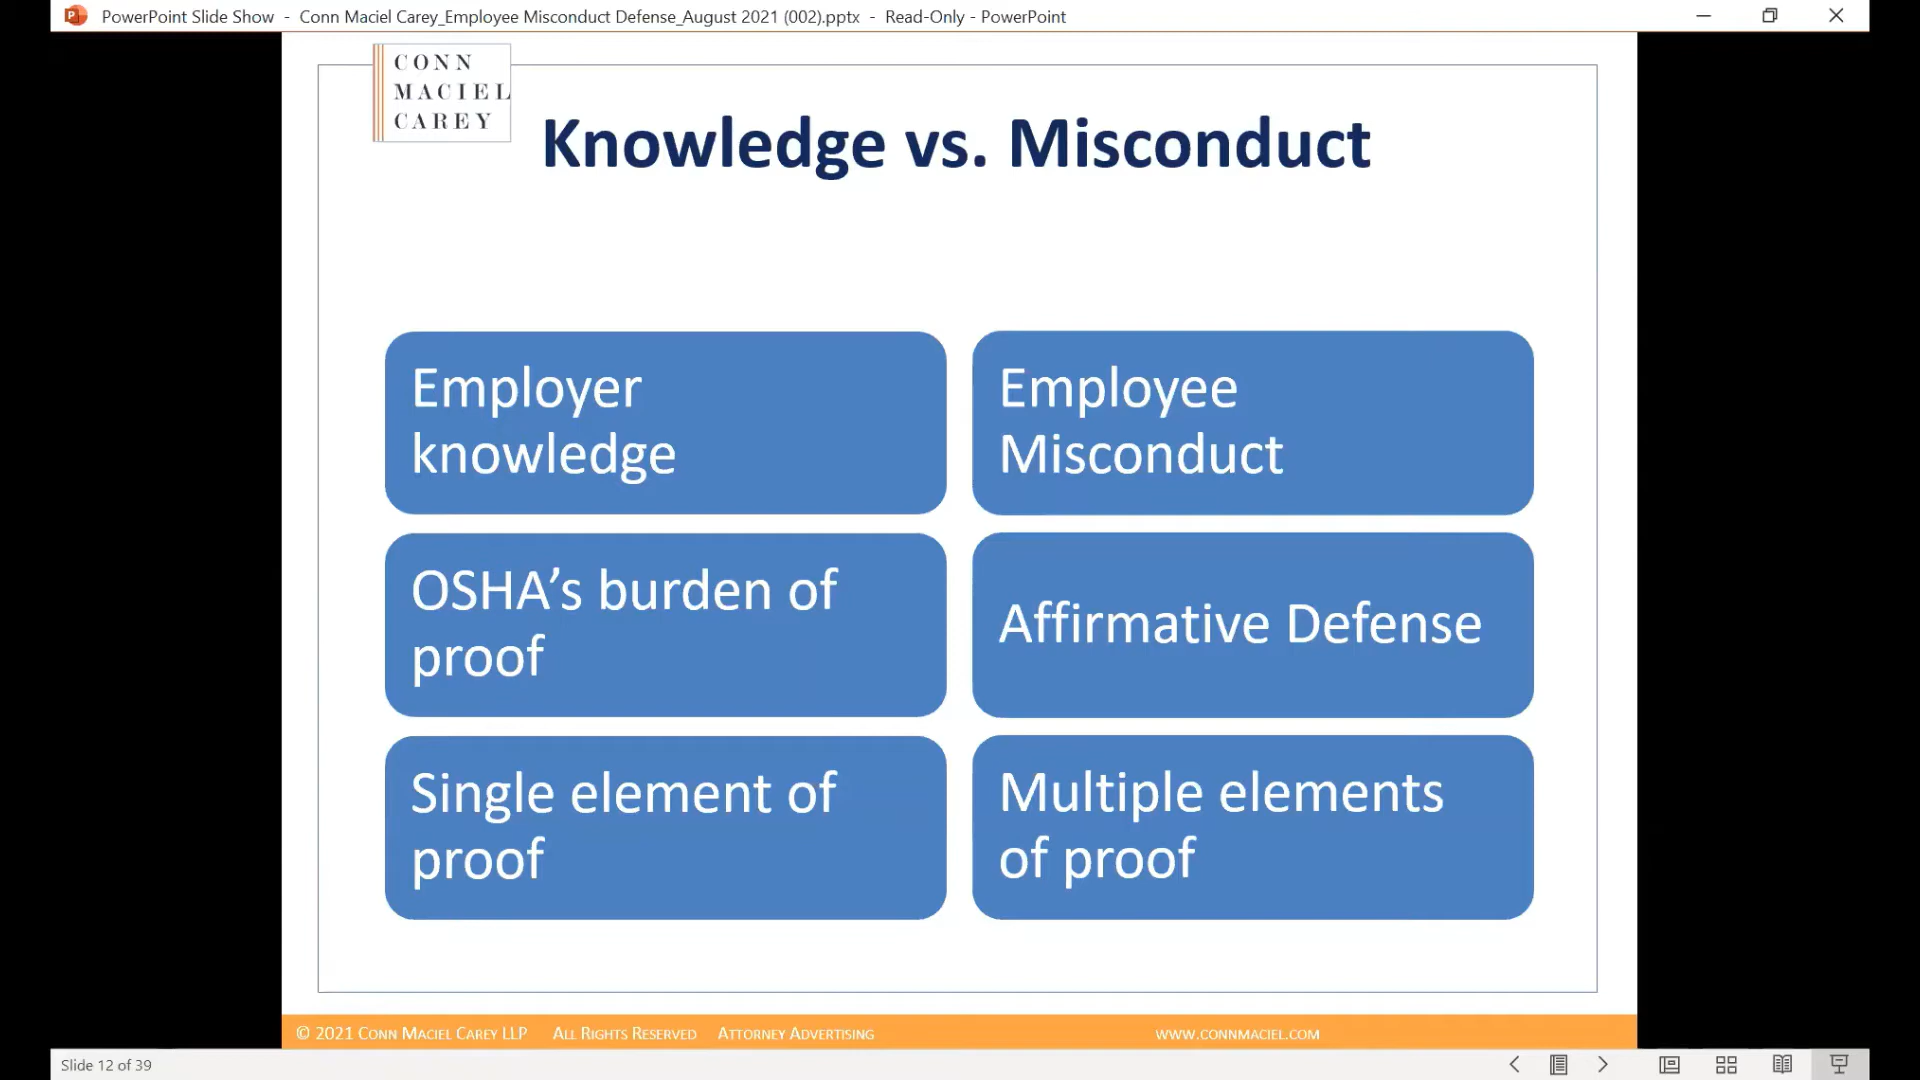 PowerPoint Slide Show - Conn Maciel Carey_Employee Misconduct Defense_August 2021 (002).pptx - Read-Only - PowerPoint
CONN
MACIEL
CAREY
Knowledge vs. Misconduct
Employer
knowledge
Employee
Misconduct
OSHA’s burden of
proof
Affirmative Defense
Single element of
proof
Multiple elements
of proof
© 2021 CONN MACIEL CAREY LLP ALL RIGHTS RESERVED ATTORNEY ADVERTISING WWW.CONNMACIEL.COM
Slide 12 of 39